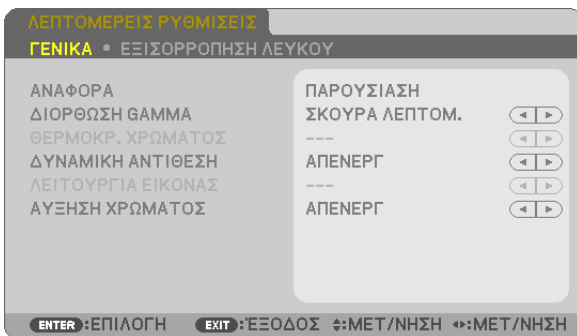 ΛΕΠΤΟΜΕΡΕΙΣ ΡΥΘΜΙΣΕΙΣ
ΓΕΝΙΚΑ • ΕΞΙΣΟΡΡΟΠΗΣΗ ΛΕΥΚΟΥ
ΑΝΑΦΟΡΑ ΠΑΡΟΥΣΙΑΣΗ
ΔΙΟΡΘΩΣΗ GAMMA ΣΚΟΥΡΑ ΛΕΠΤΟΜ.
ΘΕΡΜΟΚΡ. ΧΡΩΜΑΤΟΣ ---
ΔΥΝΑΜΙΚΗ ΑΝΤΙΘΕΣΗ ΑΠΕΝΕΡΓ
ΛΕΙΤΟΥΡΓΙΑ ΕΙΚΟΝΑΣ ---
ΑΥΞΗΣΗ ΧΡΩΜΑΤΟΣ ΑΠΕΝΕΡΓ
ENTER :ΕΠΙΛΟΓΗ EXIT :ΈΞΟΔΟΣ :ΜΕΤ/ΝΗΣΗ :ΜΕΤ/ΝΗΣΗ